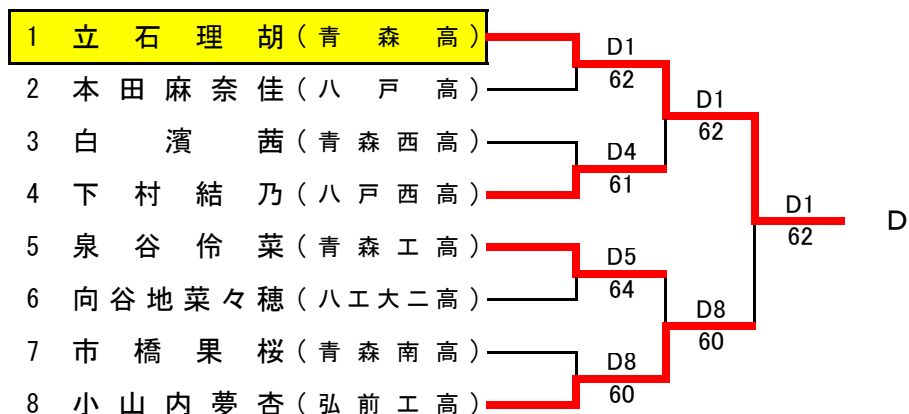 1 立石理胡(青森高)
2 本田麻奈佳(八戸高)
3 白濱茜(青森西高)
4 下村結乃(八戸西高)
5 泉谷伶菜(青森工高)
6 向谷地菜々穂(八工大二高)
7 市橋果桜(青森南高)
8 小山内夢杏(弘前工高)
D1
62
D4
61
D5
64
D8
60
D1
62
D8
60
D1
62
D